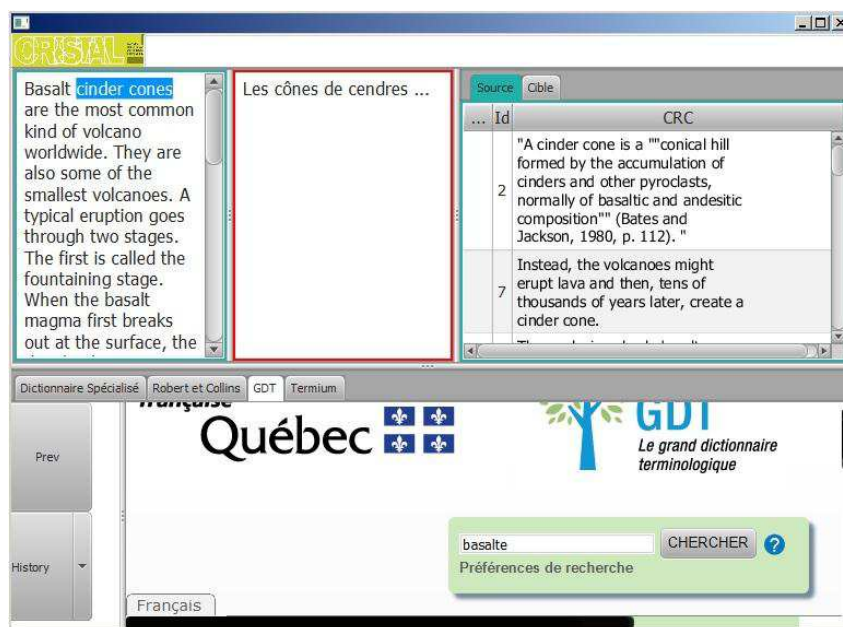 CRISTAL
Basalt cinder cones
are the most common
kind of volcano
worldwide. They are
also some of the
smallest volcanoes. A
typical eruption goes
through two stages.
The first is called the
fountaining stage.
When the basalt
magma first breaks
out at the surface, the
Les cônes de cendres ...
Source Cible
... Id CRC
2
"A cinder cone is a ""conical hill
formed by the accumulation of
cinders and other pyroclasts,
normally of basaltic and andesitic
composition"" (Bates and
Jackson, 1980, p. 112). "
7
Instead, the volcanoes might
erupt lava and then, tens of
thousands of years later, create a
cinder cone.
Dictionnaire Spécialisé Robert et Collins GDT Termium
Prev
History
française
Québec
GDT
Le grand dictionnaire
terminologique
basalte CHERCHER ?
Préférences de recherche
Français